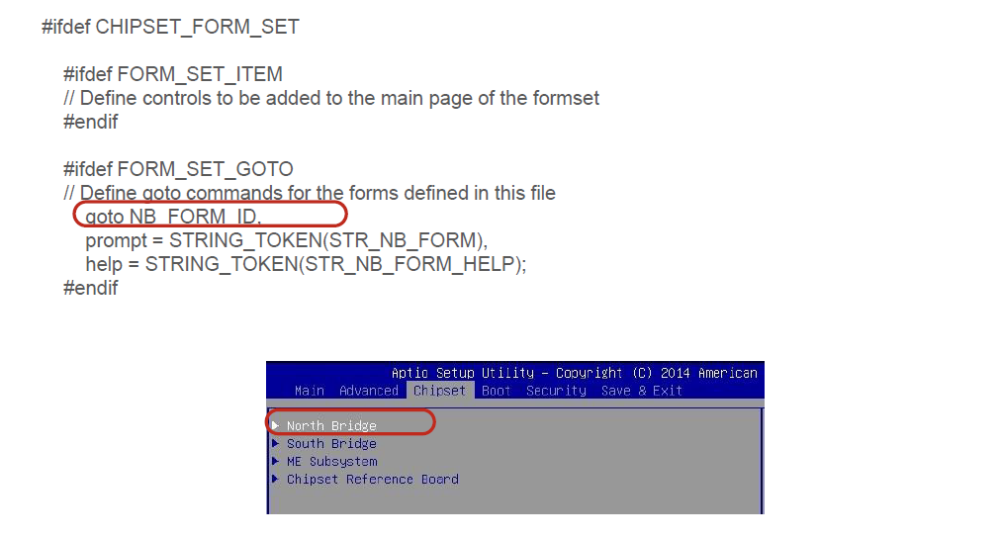 #ifdef CHIPSET_FORM_SET
#ifdef FORM_SET_ITEM
// Define controls to be added to the main page of the formset
#endif
#ifdef FORM_SET_GOTO
// Define goto commands for the forms defined in this file
goto NB_FORM_ID,
prompt = STRING_TOKEN(STR_NB_FORM),
help = STRING_TOKEN(STR_NB_FORM_HELP);
#endif
Aptio Setup Utility – Copyright (C) 2014 American
Main Advanced Chipset Boot Security Save & Exit
North Bridge
South Bridge
ME Subsystem
Chipset Reference Board